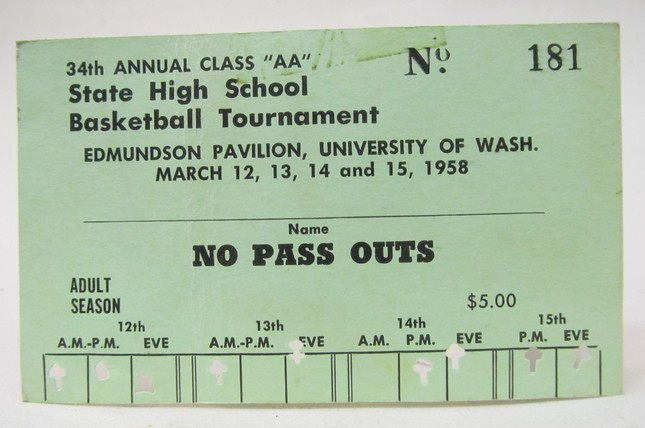 34th ANNUAL CLASS "AA" Nº. 181
State High School
Basketball Tournament
EDMUNDSON PAVILION, UNIVERSITY OF WASH.
MARCH 12, 13, 14 and 15, 1958
Name
NO PASS OUTS
ADULT
SEASON $5.00
12th 13th 14th 15th
A.M.-P.M. EVE A.M.-P.M. EVE A.M. P.M. EVE P.M. EVE